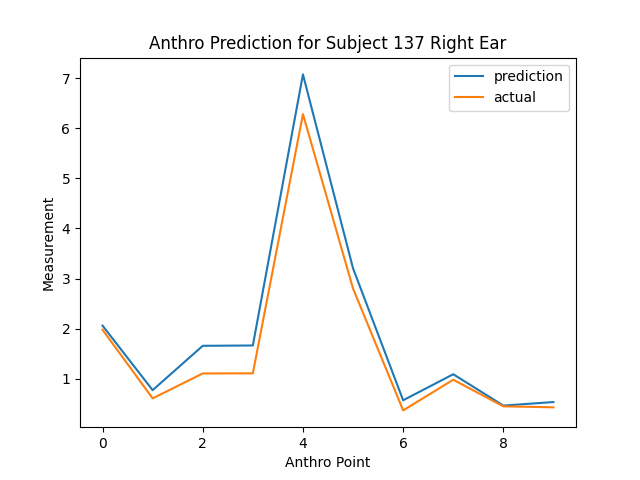 Anthro Prediction for Subject 137 Right Ear
prediction
actual
7
6
5
4
3
2
1
Measurement
0 2 4 6 8
Anthro Point